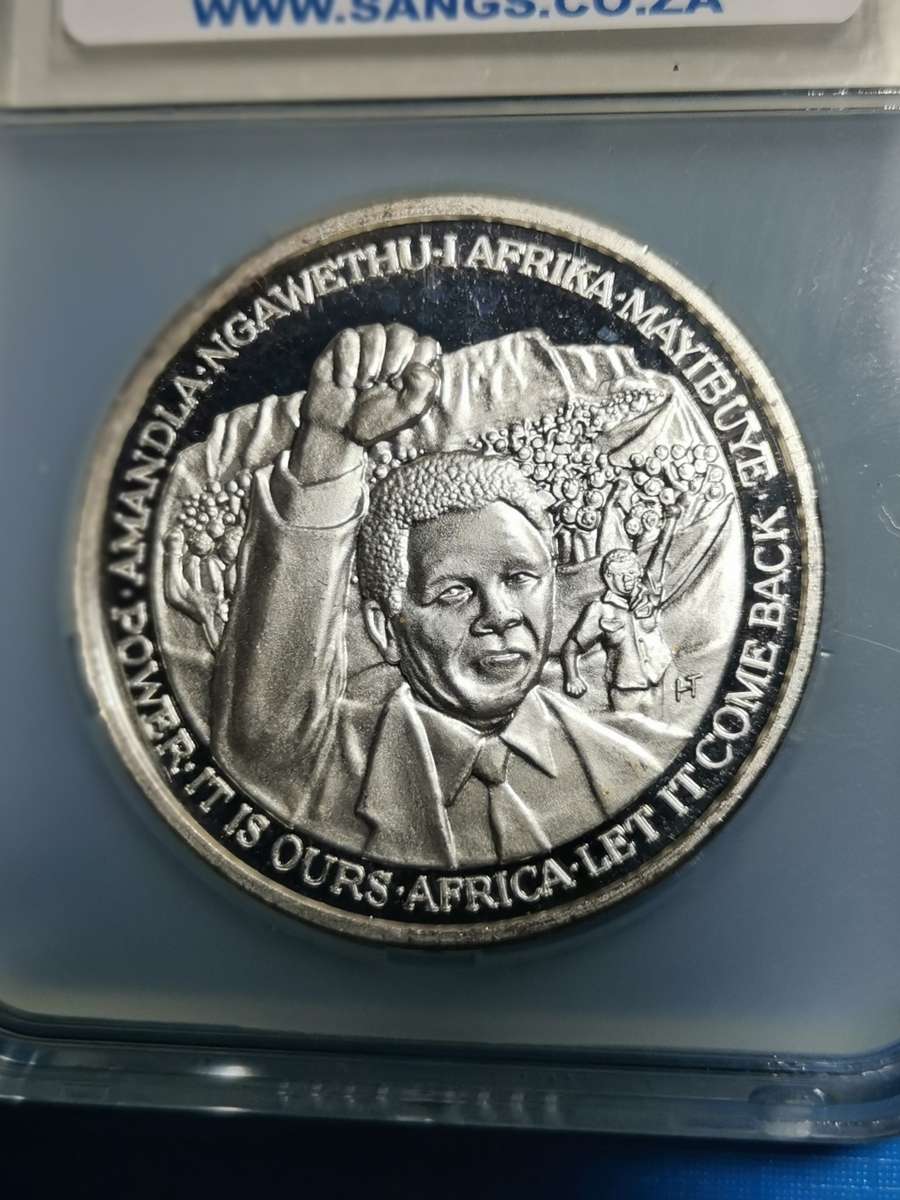 WWW.SANGS.CO.ZA
·AMANDLA·NGAWETHU·I AFRIKA·MAYIBUYE·
POWER·IT IS OURS·AFRICA·LET IT COME BACK
HT